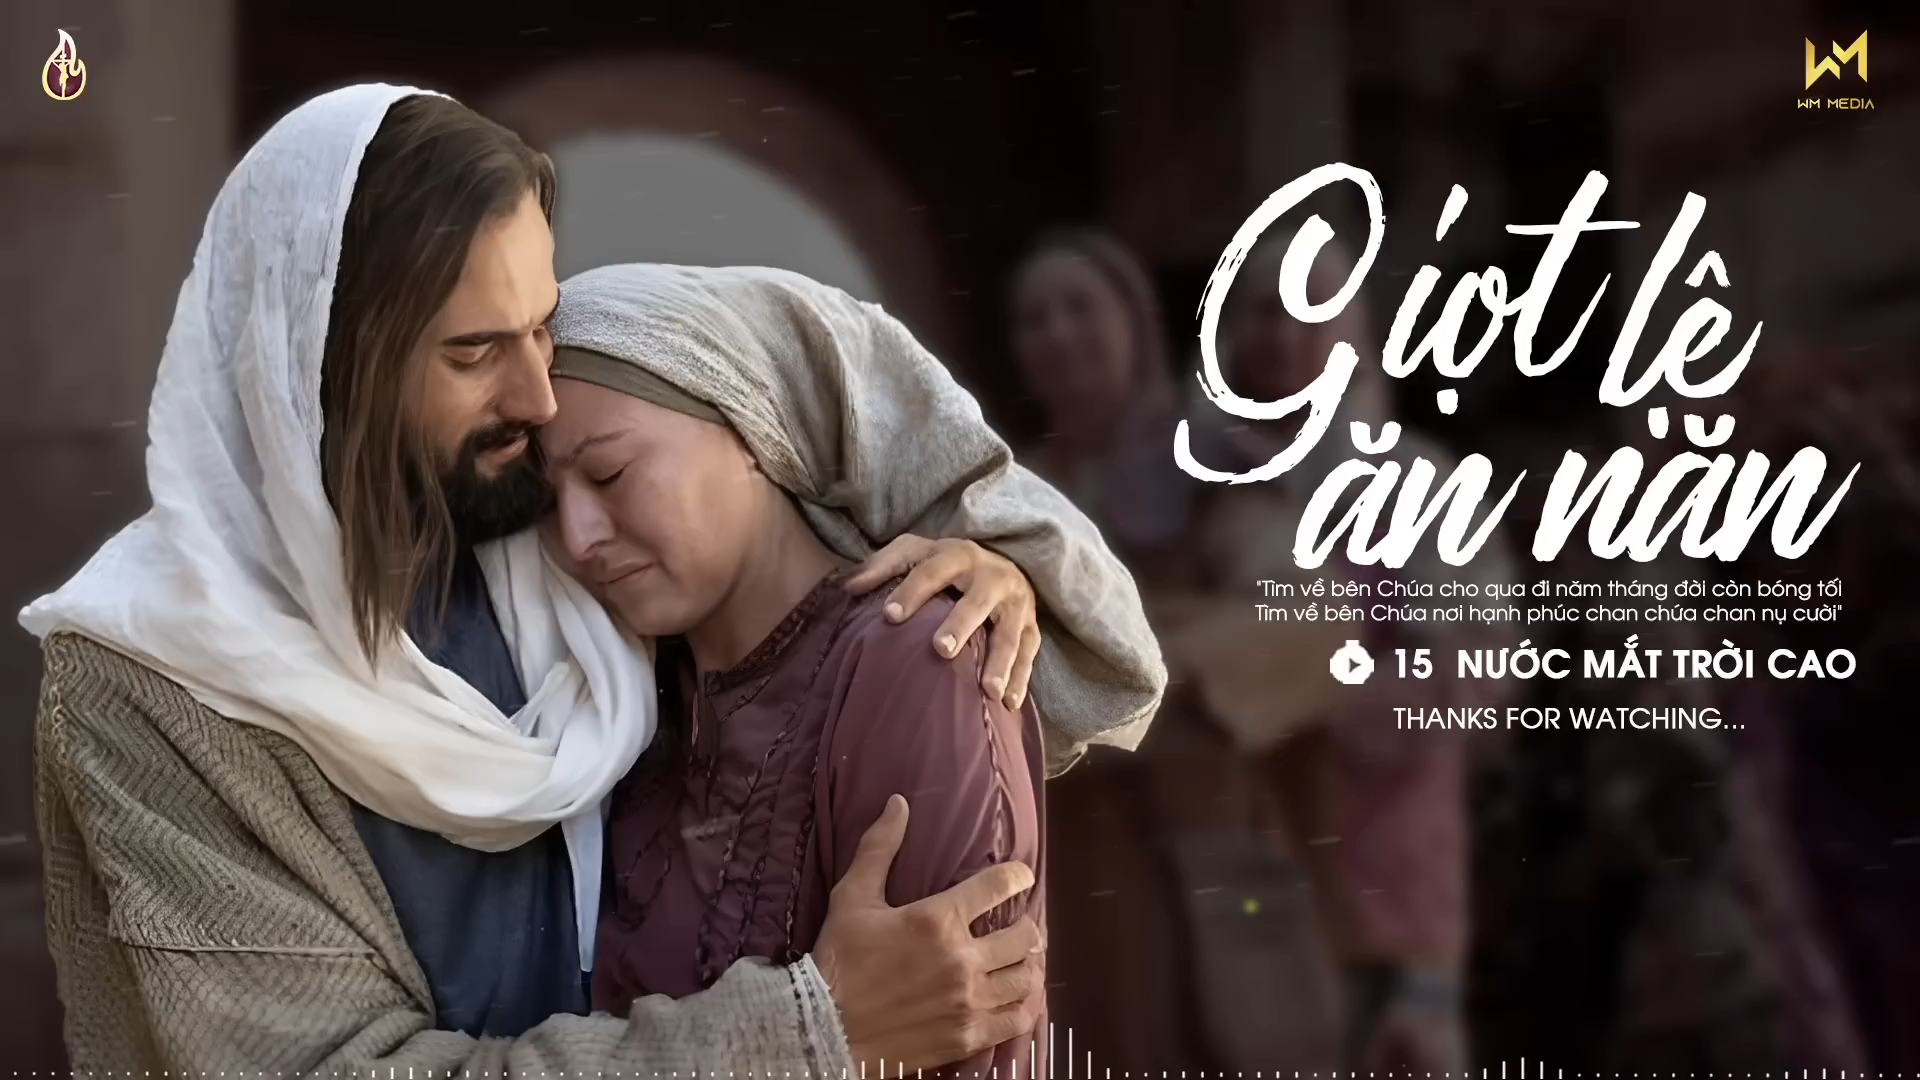 WM MEDIA
Giọt lệ
ăn năn
"Tìm về bên Chúa cho qua đi năm tháng đời còn bóng tối
Tìm về bên Chúa nơi hạnh phúc chan chứa chan nụ cười"
15 NƯỚC MẮT TRỜI CAO
THANKS FOR WATCHING...